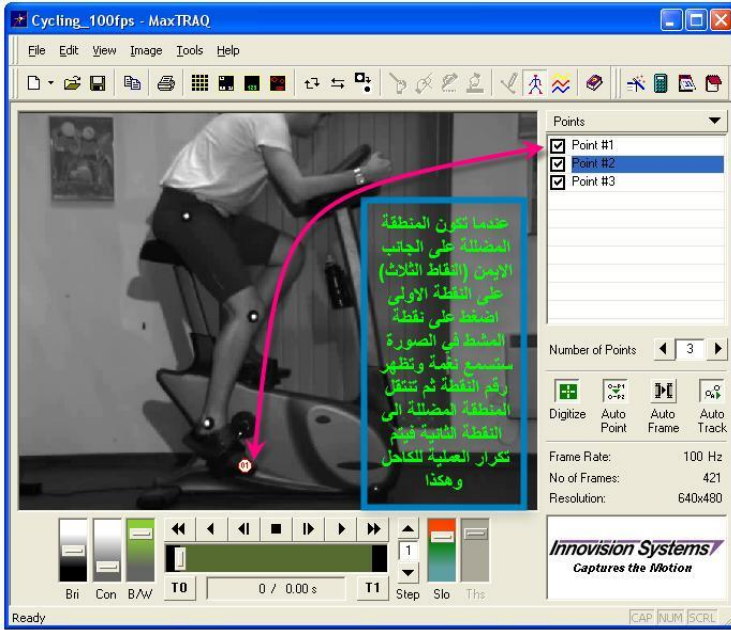 Cycling_100fps - MaxTRAQ
File Edit View Image Tools Help
Points
Point #1
Point #2
Point #3
عندما تكون المنطقة
المضللة على الجانب
الايمن (النقاط الثلاث)
على النقطة الاولى
اضغط على نقطة
المشط في الصورة
ستسمع نغمة وتظهر
رقم النقطة ثم تنتقل
المنطقة المضللة الى
النقطة الثانية فيتم
تكرار العملية للكاحل
وهكذا
01
Number of Points 3
Digitize Auto Point Auto Frame Auto Track
Frame Rate: 100 Hz
No of Frames: 421
Resolution: 640x480
Innovision Systems
Captures the Motion
1
T0 0 / 0.00 s T1
Bri Con B/W Step Slo Ths
Ready CAP NUM SCRL